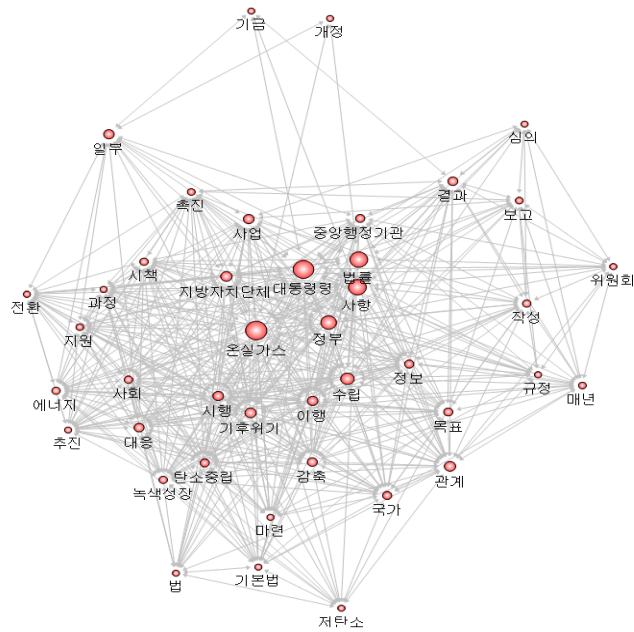 기금
개정
일부
심의
촉진
결과
보고
사업
중앙행정기관
시책
지방자치단체
대통령령
법률
위원회
전환
과정
사항
작성
지원
온실가스
정부
에너지
사회
시행
기후위기
이행
수립
정보
규정
매년
추진
대응
목표
탄소중립
녹색성장
감축
관계
국가
마련
법
기본법
저탄소